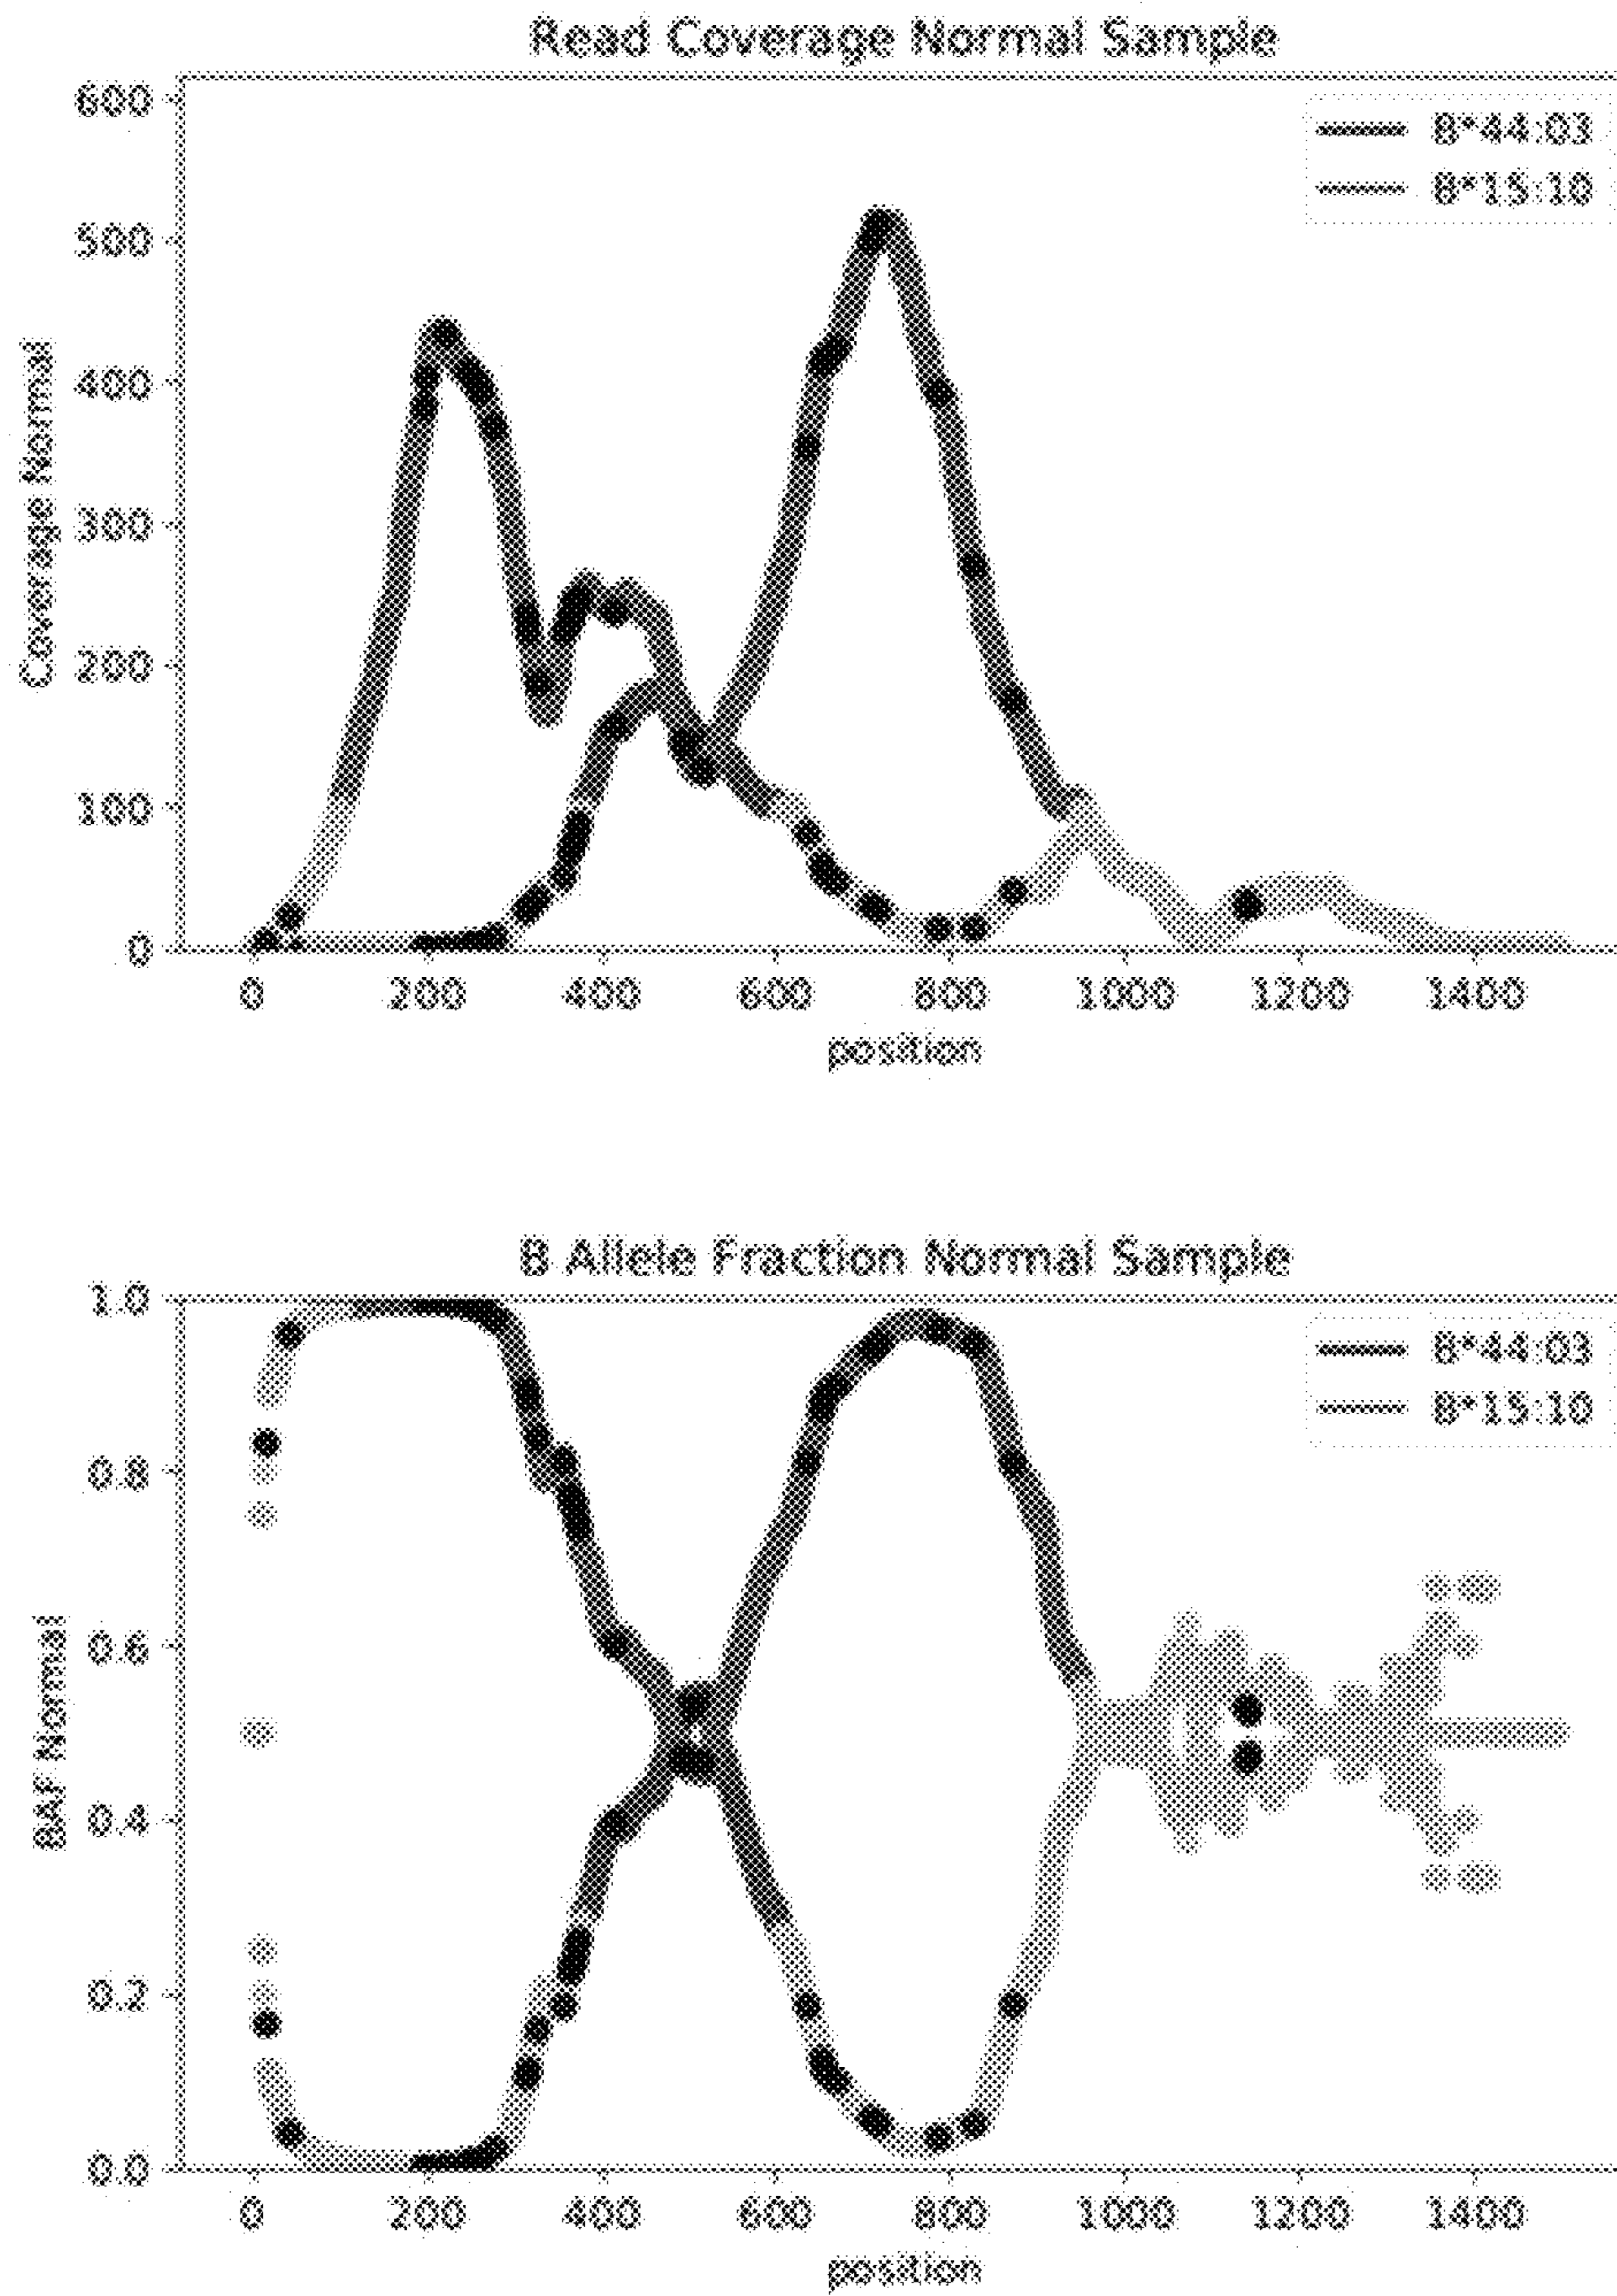 Read Coverage Normal Sample
600
500
400
300
200
100
0
Coverage Normal
B*44:03
B*15:10
0 200 400 600 800 1000 1200 1400
position
B Allele Fraction Normal Sample
1.0
0.8
0.6
0.4
0.2
0.0
BAF Normal
B*44:03
B*15:10
0 200 400 600 800 1000 1200 1400
position